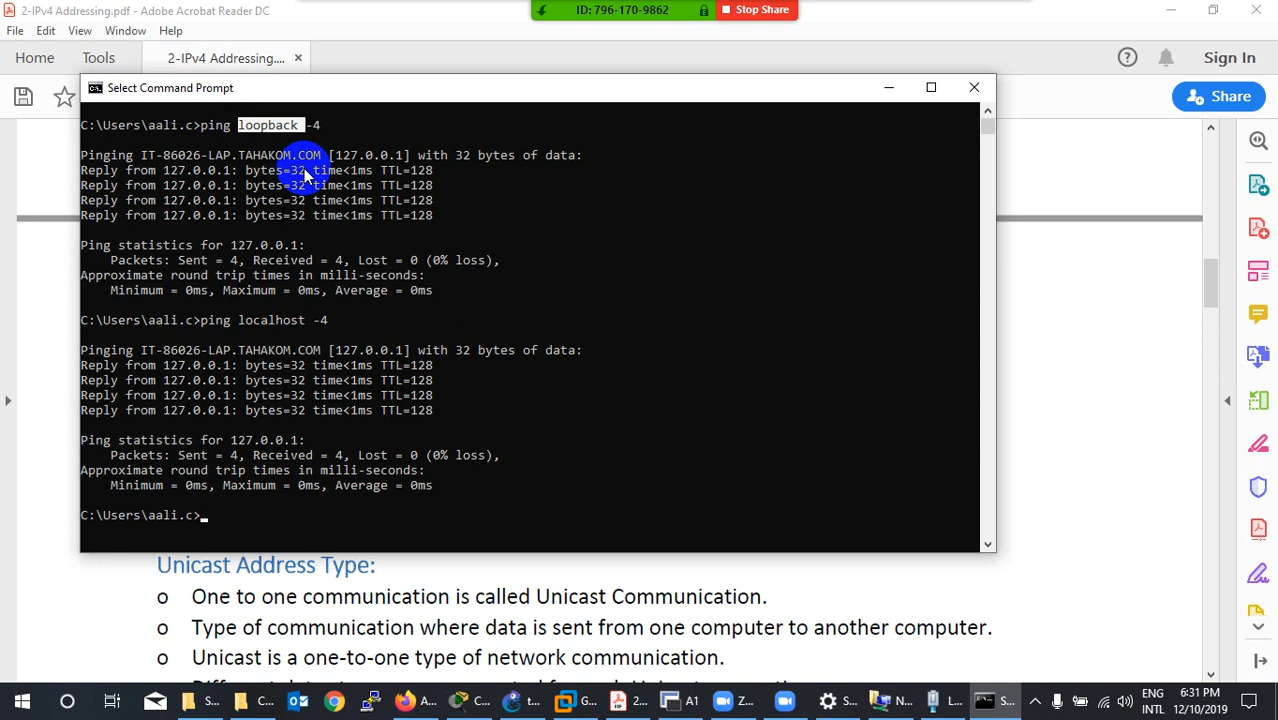 2-IPv4 Addressing.pdf - Adobe Acrobat Reader DC
ID: 796-170-9862
Stop Share
File Edit View Window Help
Home Tools 2-IPv4 Addressing.... × Sign In
Share
Select Command Prompt
C:\Users\aali.c>ping loopback -4
Pinging IT-86026-LAP.TAHAKOM.COM [127.0.0.1] with 32 bytes of data:
Reply from 127.0.0.1: bytes=32 time<1ms TTL=128
Reply from 127.0.0.1: bytes=32 time<1ms TTL=128
Reply from 127.0.0.1: bytes=32 time<1ms TTL=128
Reply from 127.0.0.1: bytes=32 time<1ms TTL=128
Ping statistics for 127.0.0.1:
Packets: Sent = 4, Received = 4, Lost = 0 (0% loss),
Approximate round trip times in milli-seconds:
Minimum = 0ms, Maximum = 0ms, Average = 0ms
C:\Users\aali.c>ping localhost -4
Pinging IT-86026-LAP.TAHAKOM.COM [127.0.0.1] with 32 bytes of data:
Reply from 127.0.0.1: bytes=32 time<1ms TTL=128
Reply from 127.0.0.1: bytes=32 time<1ms TTL=128
Reply from 127.0.0.1: bytes=32 time<1ms TTL=128
Reply from 127.0.0.1: bytes=32 time<1ms TTL=128
Ping statistics for 127.0.0.1:
Packets: Sent = 4, Received = 4, Lost = 0 (0% loss),
Approximate round trip times in milli-seconds:
Minimum = 0ms, Maximum = 0ms, Average = 0ms
C:\Users\aali.c>
Unicast Address Type:
o One to one communication is called Unicast Communication.
o Type of communication where data is sent from one computer to another computer.
o Unicast is a one-to-one type of network communication.
S... C... A... C... t... G... 2... A1 Z... S... N... L... S...
ENG 6:31 PM
INTL 12/10/2019